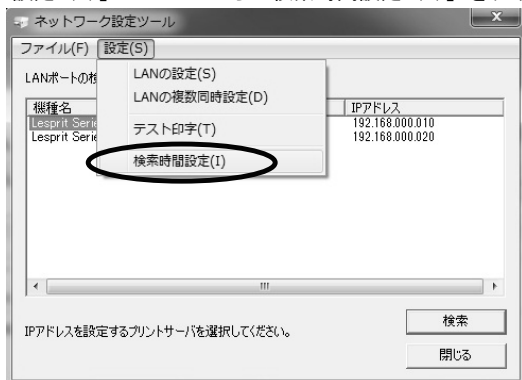 ネットワーク設定ツール
ファイル(F) 設定(S)
LANポートの検
LANの設定(S)
LANの複数同時設定(D)
テスト印字(T)
検索時間設定(I)
機種名 IPアドレス
Lesprit Serie 192.168.000.010
Lesprit Serie 192.168.000.020
IPアドレスを設定するプリントサーバを選択してください。
検索
閉じる